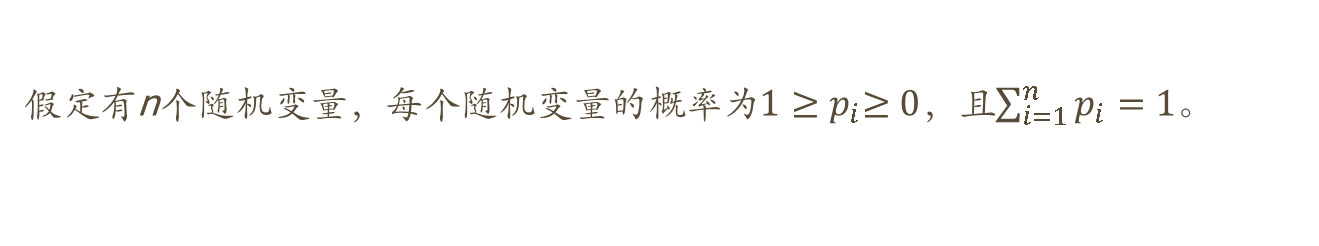 假定有n个随机变量，每个随机变量的概率为1 ≥ pᵢ≥ 0，且∑ⁿᵢ₌₁ pᵢ = 1。